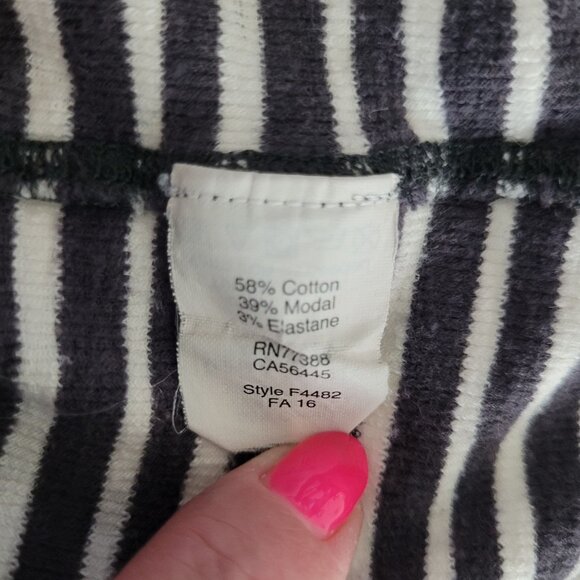 58% Cotton
39% Modal
3% Elastane
RN77388
CA56445
Style F4482
FA 16